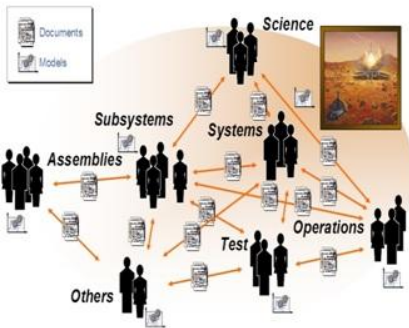 Documents
Models
Science
Subsystems
Systems
Assemblies
Operations
Test
Others